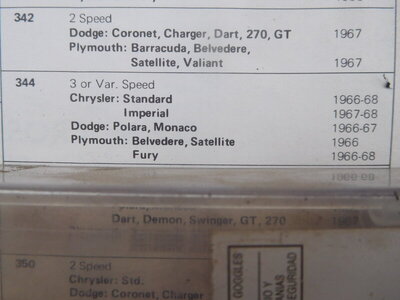 342 2 Speed
Dodge: Coronet, Charger, Dart, 270, GT 1967
Plymouth: Barracuda, Belvedere,
Satellite, Valiant 1967
344 3 or Var. Speed
Chrysler: Standard 1966-68
Imperial 1967-68
Dodge: Polara, Monaco 1966-67
Plymouth: Belvedere, Satellite 1966
Fury 1966-68
Dart, Demon, Swinger, GT, 270 1967
350 2 Speed
Chrysler: Std.
Dodge: Coronet, Charger
GOGGLES